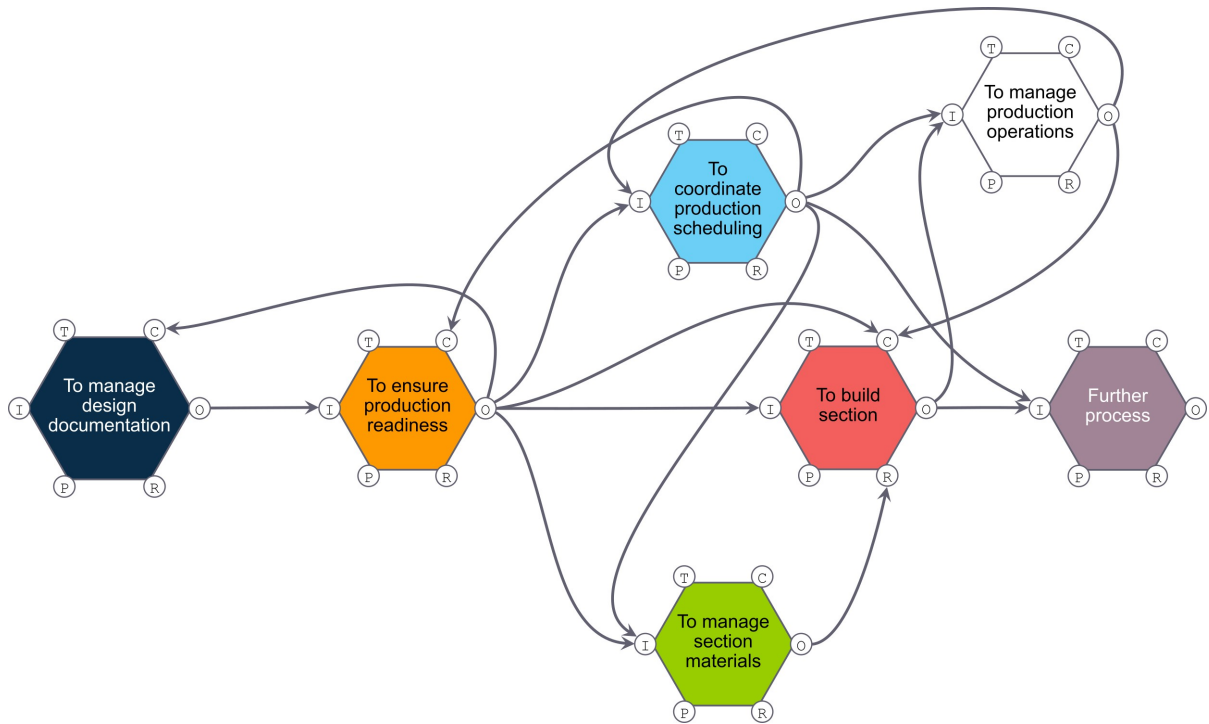 T
C
To manage
production
operations
I
O
P
R
T
C
To
coordinate
production
scheduling
I
O
P
R
T
C
To manage
design
documentation
I
O
P
R
T
C
To ensure
production
readiness
I
O
P
R
T
C
To build
section
I
O
P
R
T
C
Further
process
I
O
P
R
T
C
To manage
section
materials
I
O
P
R